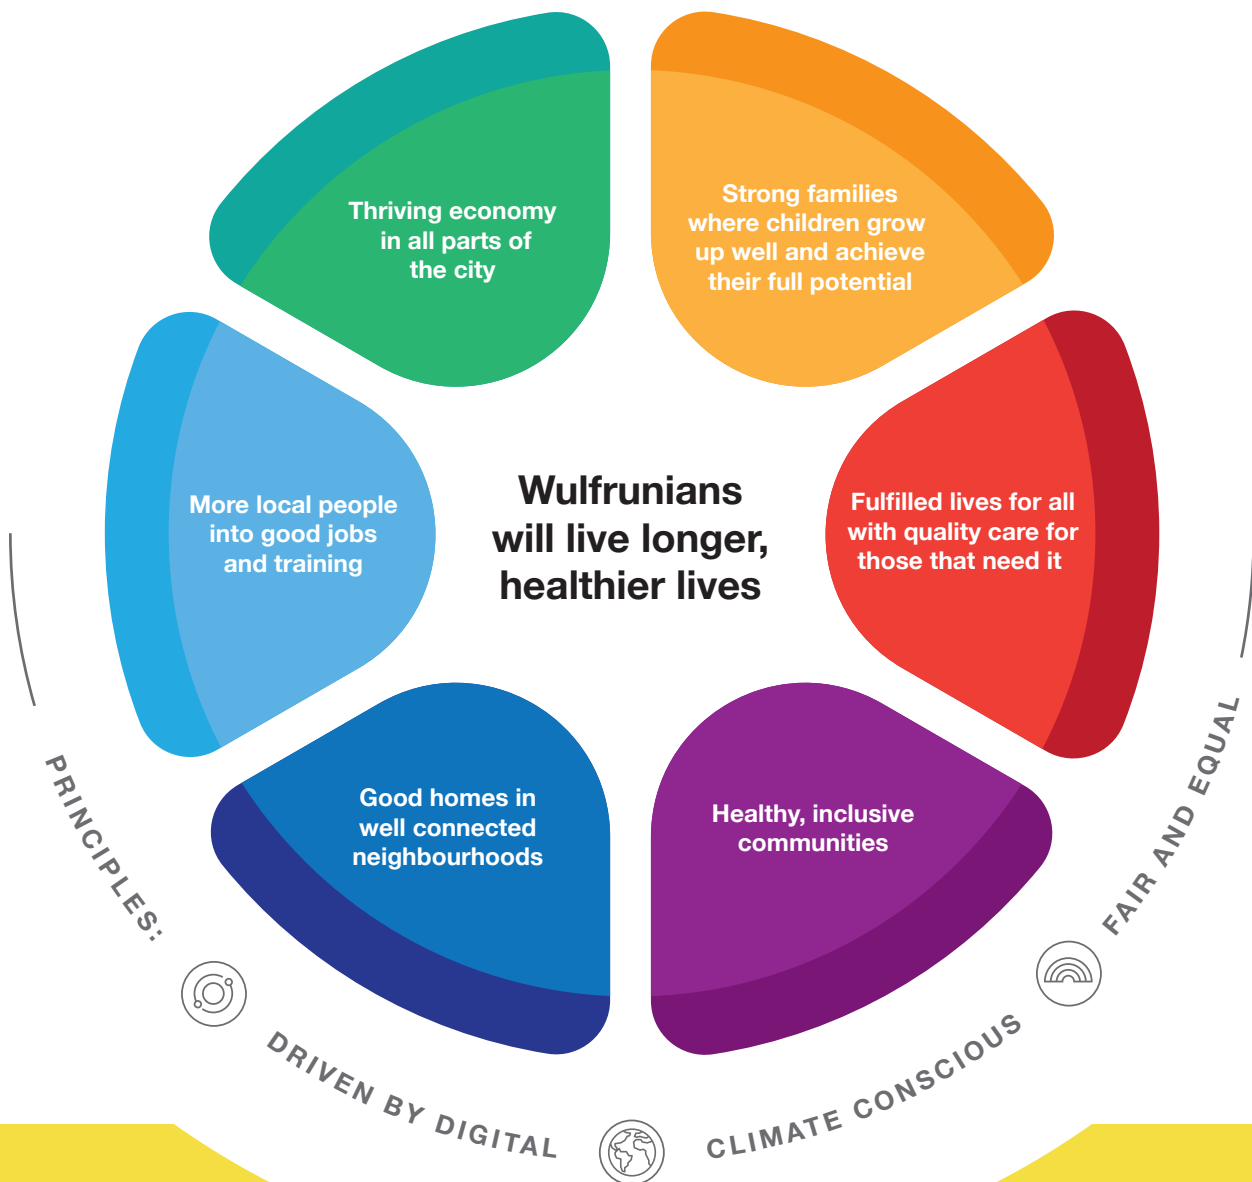 Thriving economy
in all parts of
the city
Strong families
where children grow
up well and achieve
their full potential
More local people
into good jobs
and training
Wulfrunians
will live longer,
healthier lives
Fulfilled lives for all
with quality care for
those that need it
Good homes in
well connected
neighbourhoods
Healthy, inclusive
communities
PRINCIPLES:
DRIVEN BY DIGITAL
CLIMATE CONSCIOUS
FAIR AND EQUAL